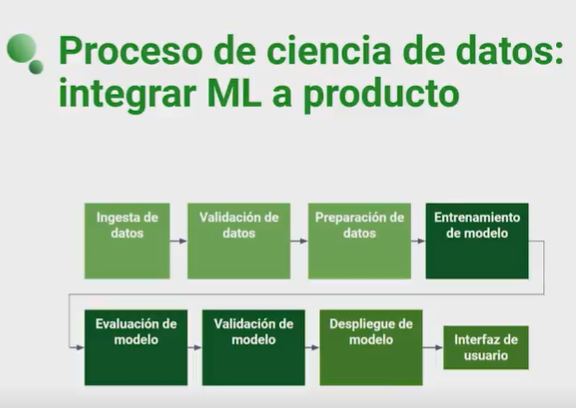 Proceso de ciencia de datos:
integrar ML a producto
Ingesta de
datos
Validación de
datos
Preparación de
datos
Entrenamiento
de modelo
Evaluación de
modelo
Validación de
modelo
Despliegue de
modelo
Interfaz de
usuario